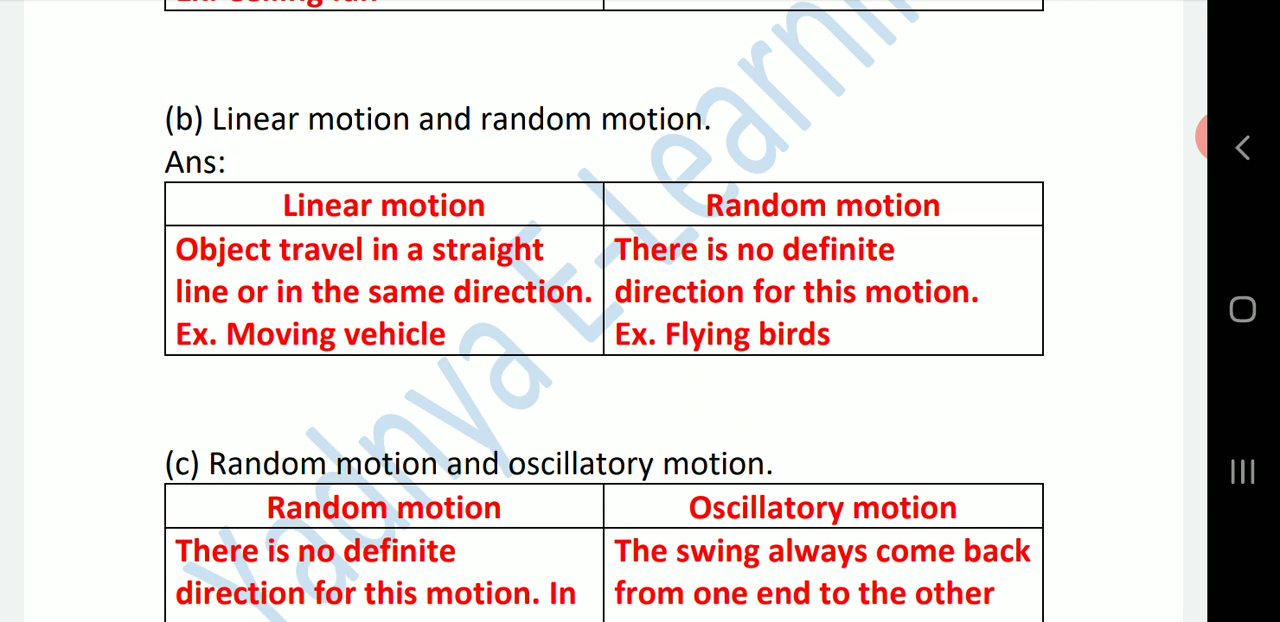 (b) Linear motion and random motion.
Ans:
Linear motion
Random motion
Object travel in a straight
line or in the same direction.
Ex. Moving vehicle
There is no definite
direction for this motion.
Ex. Flying birds
(c) Random motion and oscillatory motion.
Random motion
Oscillatory motion
There is no definite
direction for this motion. In
The swing always come back
from one end to the other
Yadnya E-Learni